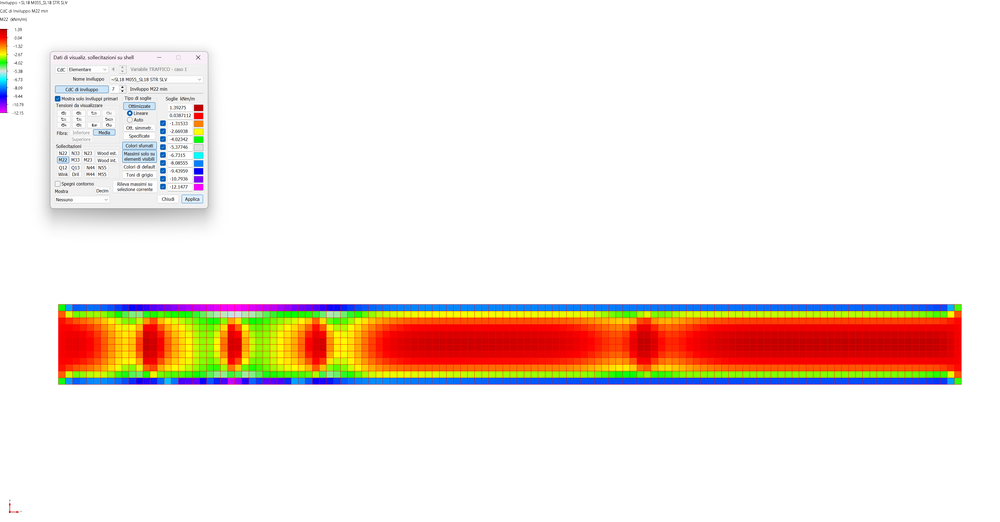 Inviluppo ~SL18 M055_SL18 STR SLV
CdC di Inviluppo M22 min
M22 (kNm/m)
1.39
0.04
-1.32
-2.67
-4.02
-5.38
-6.73
-8.09
-9.44
-10.79
-12.15
Dati di visualiz. sollecitazioni su shell
CdC Elementare 4 Variabile TRAFFICO - caso 1
Nome inviluppo ~SL18 M055_SL18 STR SLV
CdC di inviluppo 7 Inviluppo M22 min
Mostra solo inviluppi primari
Tensioni da visualizzare
σ2 σ3 τ23 σM
τ21 τ31 τM23
σ4 σ5 εdp σid
Fibra: Inferiore Media
Superiore
Sollecitazioni
N22 N33 N23 Wood est.
M22 M33 M23 Wood int.
Q12 Q13 N44 N55
Wink Dril M44 M55
Spegni contorno
Mostra Decim
Nessuno
Tipo di soglie
Ottimizzate
Lineare
Auto
Ott. simmetr.
Specificate
Colori sfumati
Massimi solo su
elementi visibili
Colori di default
Toni di grigio
Rileva massimi su
selezione corrente
Soglie kNm/m
1.39275
0.0387112
-1.31533
-2.66938
-4.02342
-5.37746
-6.7315
-8.08555
-9.43959
-10.7936
-12.1477
Chiudi Applica
y
x